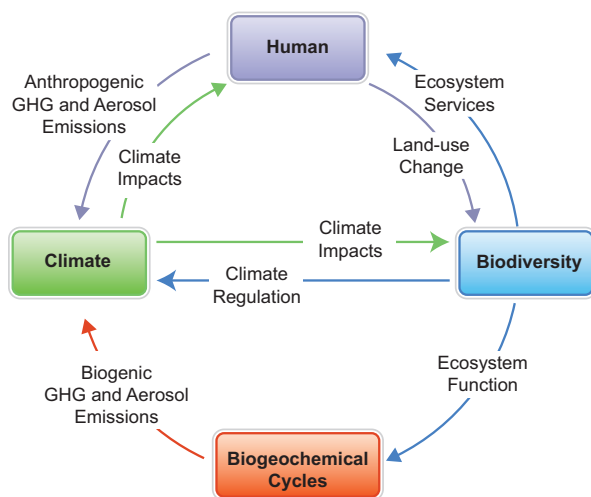 Human
Anthropogenic
GHG and Aerosol
Emissions
Ecosystem
Services
Climate
Impacts
Land-use
Change
Climate
Impacts
Climate
Biodiversity
Climate
Regulation
Biogenic
GHG and Aerosol
Emissions
Ecosystem
Function
Biogeochemical
Cycles